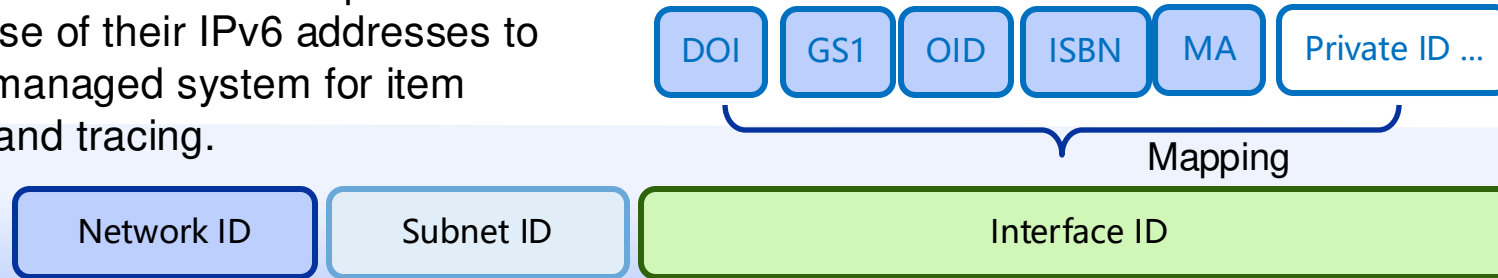 se of their IPv6 addresses to
managed system for item
and tracing.
DOI GS1 OID ISBN MA Private ID ...
Mapping
Network ID Subnet ID Interface ID